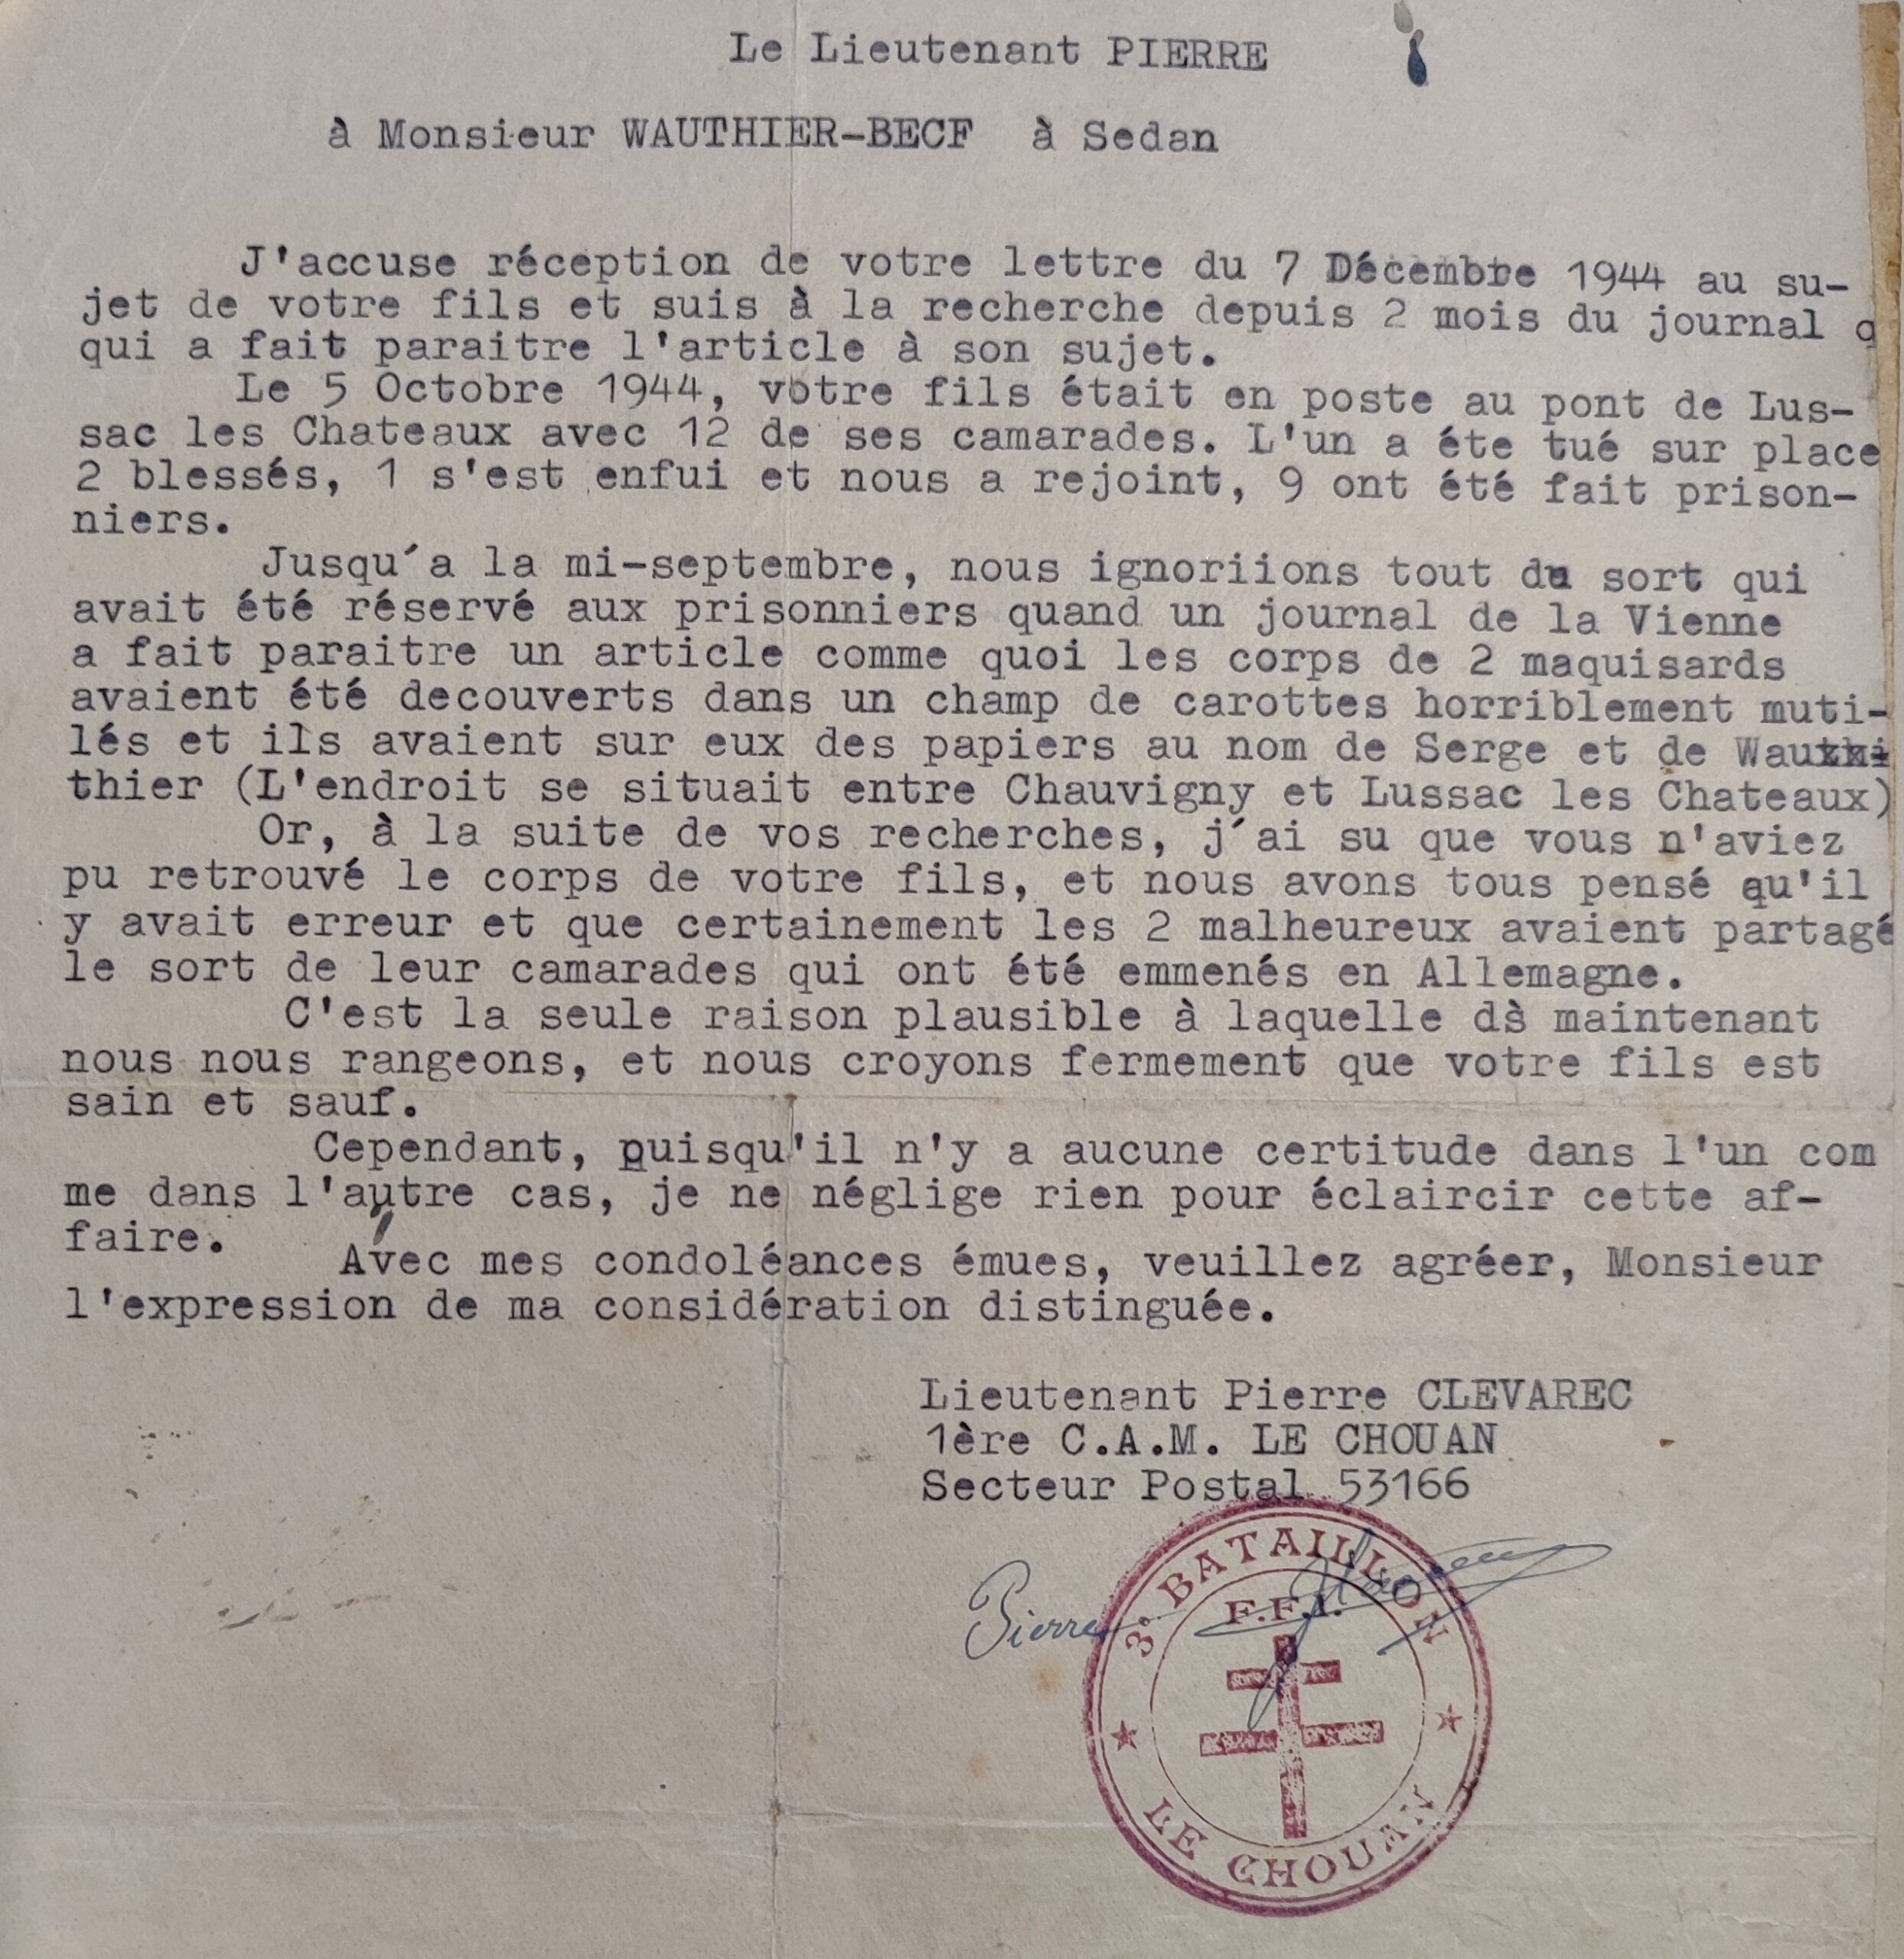 Le Lieutenant PIERRE
à Monsieur WAUTHIER-BECF à Sedan
J'accuse réception de votre lettre du 7 Décembre 1944 au su-
jet de votre fils et suis à la recherche depuis 2 mois du journal q
qui a fait paraitre l'article à son sujet.
Le 5 Octobre 1944, votre fils était en poste au pont de Lus-
sac les Chateaux avec 12 de ses camarades. L'un a éte tué sur place
2 blessés, 1 s'est enfui et nous a rejoint, 9 ont été fait prison-
niers.
Jusqu'a la mi-septembre, nous ignoriions tout du sort qui
avait été réservé aux prisonniers quand un journal de la Vienne
a fait paraitre un article comme quoi les corps de 2 maquisards
avaient été decouverts dans un champ de carottes horriblement muti-
lés et ils avaient sur eux des papiers au nom de Serge et de Wau
thier (L'endroit se situait entre Chauvigny et Lussac les Chateaux)
Or, à la suite de vos recherches, j'ai su que vous n'aviez
pu retrouvé le corps de votre fils, et nous avons tous pensé qu'il
y avait erreur et que certainement les 2 malheureux avaient partagé
le sort de leur camarades qui ont été emmenés en Allemagne.
C'est la seule raison plausible à laquelle ds̀ maintenant
nous nous rangeons, et nous croyons fermement que votre fils est
sain et sauf.
Cependant, puisqu'il n'y a aucune certitude dans l'un com
me dans l'autre cas, je ne néglige rien pour éclaircir cette af-
faire.
Avec mes condoléances émues, veuillez agréer, Monsieur
l'expression de ma considération distinguée.
Lieutenant Pierre CLEVAREC
1ère C.A.M. LE CHOUAN
Secteur Postal 53166
Pierre
3e BATAILLON
F.F.I.
LE CHOUAN